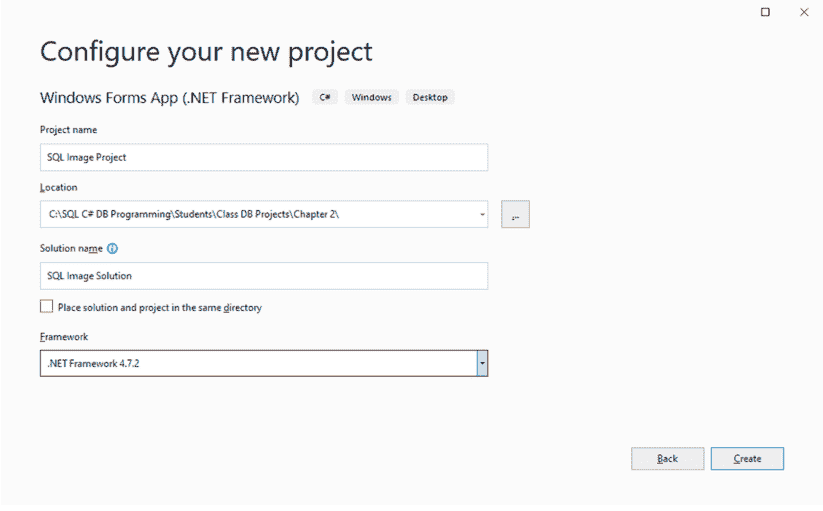 Configure your new project
Windows Forms App (.NET Framework) C# Windows Desktop
Project name
SQL Image Project
Location
C:\SQL C# DB Programming\Students\Class DB Projects\Chapter 2\
...
Solution name
SQL Image Solution
Place solution and project in the same directory
Framework
.NET Framework 4.7.2
Back Create